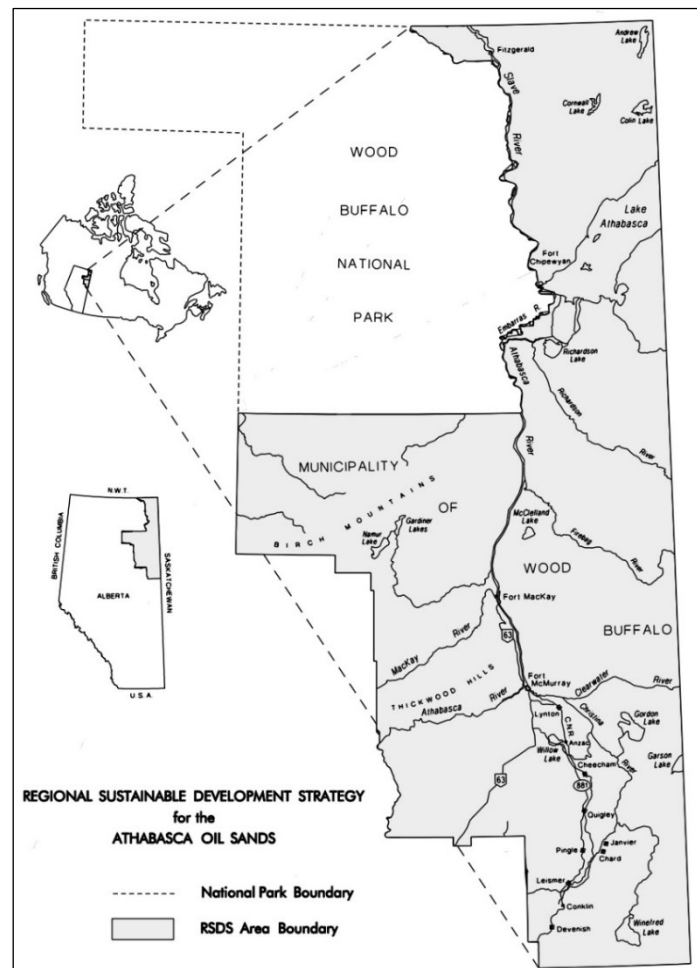 Andrew
Lake
Fitzgerald
Slave
River
Cornwall
Lake
Colin Lake
WOOD
BUFFALO
NATIONAL
PARK
Lake
Athabasca
Fort
Chipewyan
Embarras R.
Richardson
Lake
Athabasca
River
Richardson
River
MUNICIPALITY
OF
WOOD
BUFFALO
BIRCH MOUNTAINS
Namur
Lake
Gardiner
Lakes
McClelland
Lake
Firebag
River
Fort MacKay
63
MacKay River
THICKWOOD HILLS
Athabasca River
Fort
McMurray
Clearwater
River
Lynton
C.N.R.
Christina
River
Gordon
Lake
Anzac
Willow
Lake
Cheecham
Garson
Lake
63
881
Quigley
Pingle
Janvier
Chard
Leismer
Conklin
Winefred
Lake
Devenish
N.W.T.
BRITISH COLUMBIA
ALBERTA
SASKATCHEWAN
U.S.A
REGIONAL SUSTAINABLE DEVELOPMENT STRATEGY
for the
ATHABASCA OIL SANDS
National Park Boundary
RSDS Area Boundary